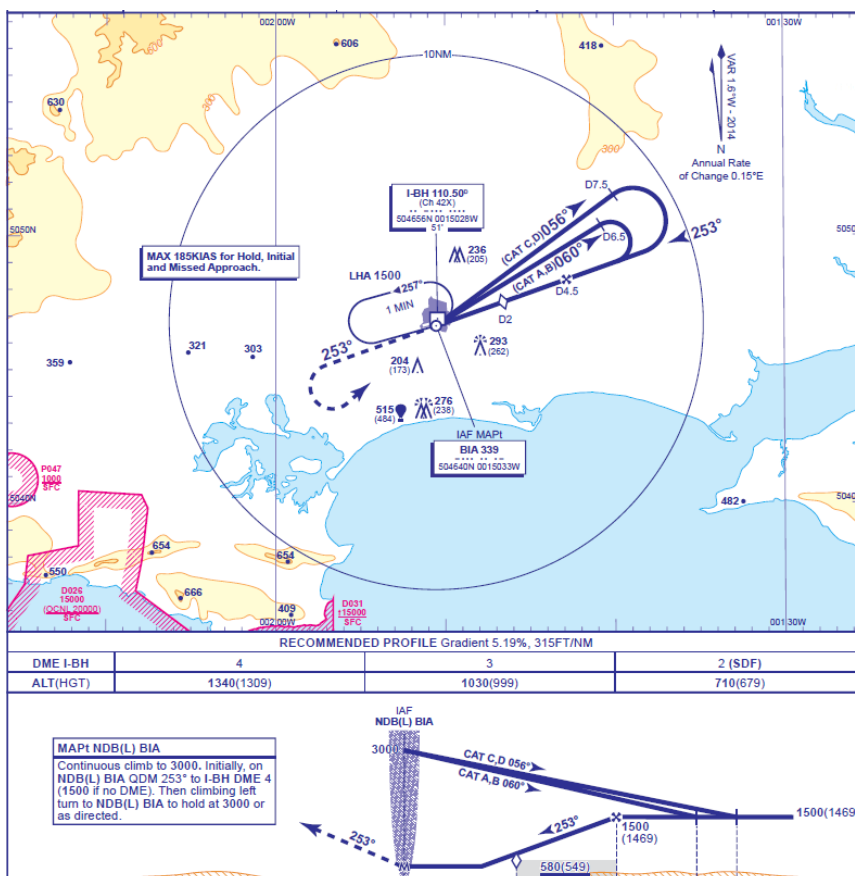 002 00W
001 30W
606
418
10NM
630
300
300
VAR 1.6°W - 2014
N
Annual Rate
of Change 0.15°E
I-BH 110.50ᴰ
(Ch 42X)
504656N 0015028W
51'
D7.5
5050N
5050N
(CAT C,D) 056°
D6.5
253°
MAX 185KIAS for Hold, Initial
and Missed Approach.
236
(205)
(CAT A,B) 060°
LHA 1500
257°
1 MIN
D4.5
D2
253°
293
(262)
321
303
359
204
(173)
276
(238)
515
(484)
IAF MAPt
BIA 339
504640N 0015033W
P047
1000
SFC
5040N
5040
482
654
654
550
666
409
D026
15000
(OCNL 20000)
SFC
D031
†15000
SFC
002 00W
001 30W
RECOMMENDED PROFILE Gradient 5.19%, 315FT/NM
DME I-BH 4 3 2 (SDF)
ALT(HGT) 1340(1309) 1030(999) 710(679)
IAF
NDB(L) BIA
MAPt NDB(L) BIA
Continuous climb to 3000. Initially, on
NDB(L) BIA QDM 253° to I-BH DME 4
(1500 if no DME). Then climbing left
turn to NDB(L) BIA to hold at 3000 or
as directed.
3000
CAT C,D 056°
CAT A,B 060°
1500(1469
253°
1500
(1469)
253°
M
580(549)